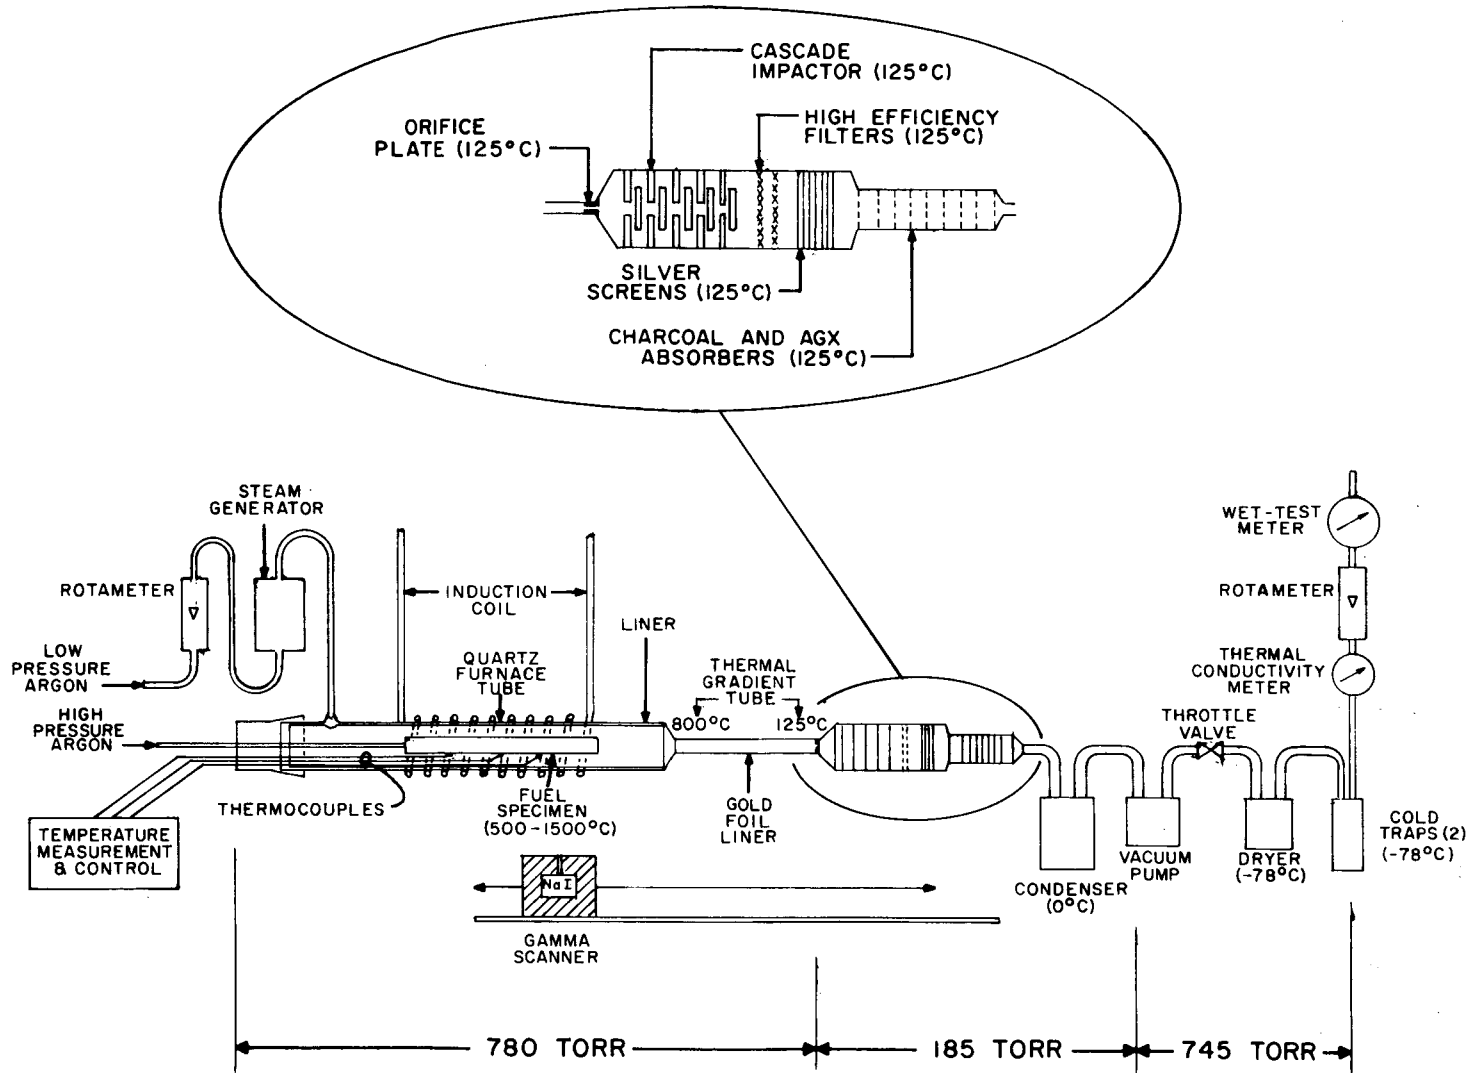 CASCADE
IMPACTOR (125°C)
HIGH EFFICIENCY
FILTERS (125°C)
ORIFICE
PLATE (125°C)
SILVER
SCREENS (125°C)
CHARCOAL AND AGX
ABSORBERS (125°C)
STEAM
GENERATOR
ROTAMETER
LOW
PRESSURE
ARGON
HIGH
PRESSURE
ARGON
INDUCTION
COIL
LINER
QUARTZ
FURNACE
TUBE
THERMAL
GRADIENT
TUBE
800°C
125°C
WET-TEST
METER
ROTAMETER
THERMAL
CONDUCTIVITY
METER
THROTTLE
VALVE
THERMOCOUPLES
FUEL
SPECIMEN
(500-1500°C)
GOLD
FOIL
LINER
TEMPERATURE
MEASUREMENT
& CONTROL
NaI
GAMMA
SCANNER
CONDENSER
(0°C)
VACUUM
PUMP
DRYER
(-78°C)
COLD
TRAPS (2)
(-78°C)
780 TORR
185 TORR
745 TORR